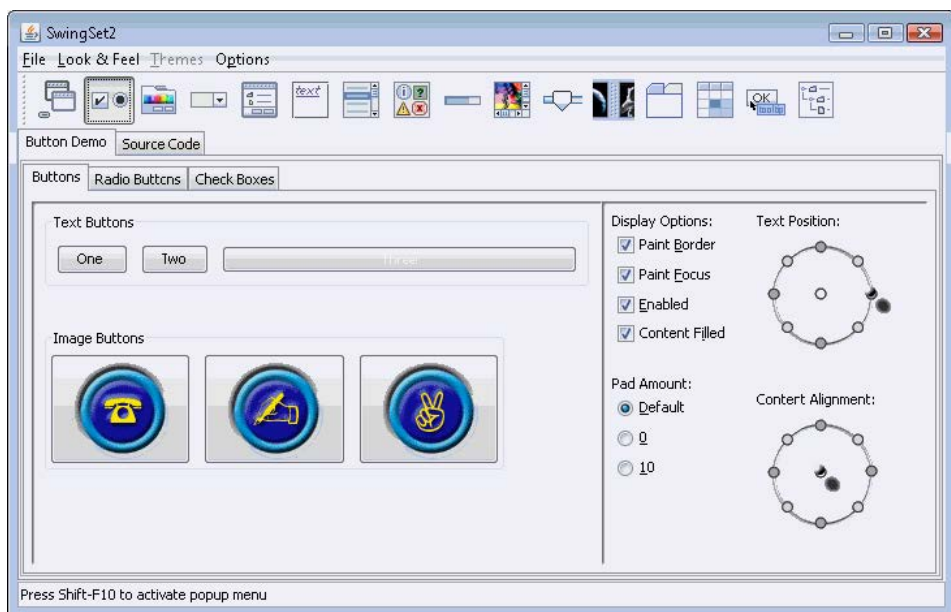 SwingSet2
File Look & Feel Themes Options
text
OK
tooltip
Button Demo Source Code
Buttons Radio Buttcns Check Boxes
Text Buttons
One Two Three!
Image Buttons
Display Options:
Paint Border
Paint Focus
Enabled
Content Filled
Pad Amount:
Default
0
10
Text Position:
Contert Alignment:
Press Shift-F10 to activate popup menu